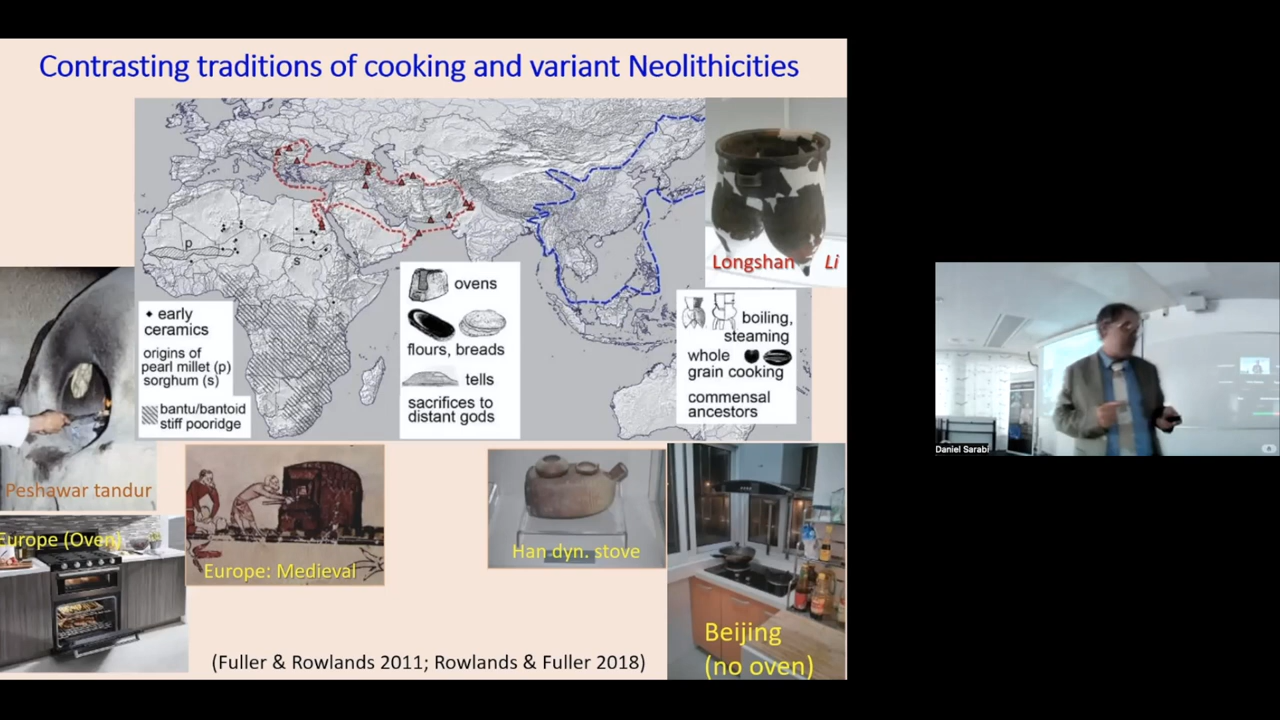 Contrasting traditions of cooking and variant Neolithicities
p
s
early
ceramics
origins of
pearl millet (p)
sorghum (s)
bantu/bantoid
stiff pooridge
ovens
flours, breads
tells
sacrifices to
distant gods
Longshan Li
boiling,
steaming
whole
grain cooking
commensal
ancestors
Peshawar tandur
Europe (Oven)
Europe: Medieval
Han dyn. stove
Beijing
(no oven)
(Fuller & Rowlands 2011; Rowlands & Fuller 2018)
Daniel Sarabi